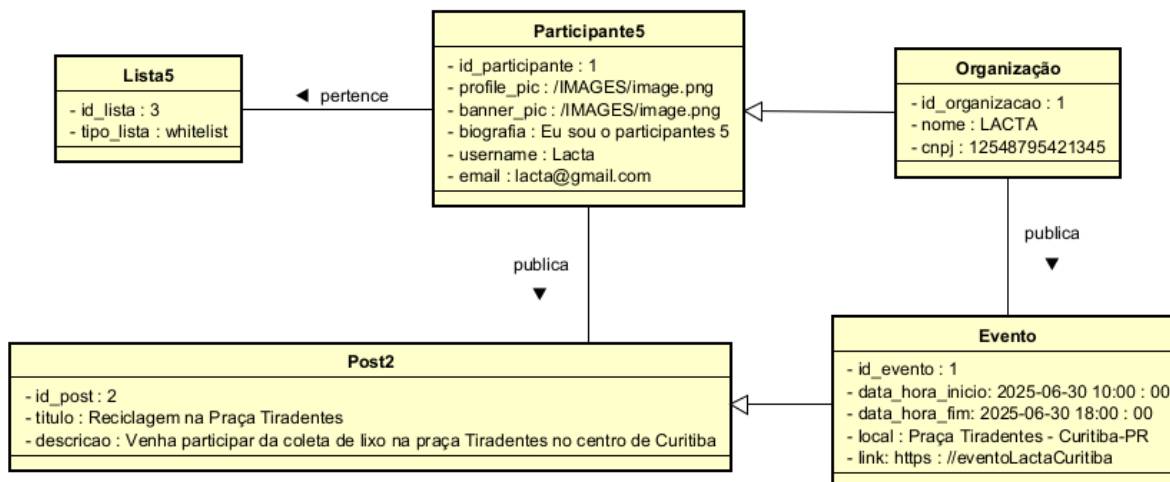 Participante5
- id_participante : 1
- profile_pic : /IMAGES/image.png
- banner_pic : /IMAGES/image.png
- biografia : Eu sou o participantes 5
- username : Lacta
- email : lacta@gmail.com
Lista5
- id_lista : 3
- tipo_lista : whitelist
◄ pertence
Organização
- id_organizacao : 1
- nome : LACTA
- cnpj : 12548795421345
publica
▼
publica
▼
Post2
- id_post : 2
- titulo : Reciclagem na Praça Tiradentes
- descricao : Venha participar da coleta de lixo na praça Tiradentes no centro de Curitiba
Evento
- id_evento : 1
- data_hora_inicio: 2025-06-30 10:00 : 00
- data_hora_fim: 2025-06-30 18:00 : 00
- local : Praça Tiradentes - Curitiba-PR
- link: https : //eventoLactaCuritiba